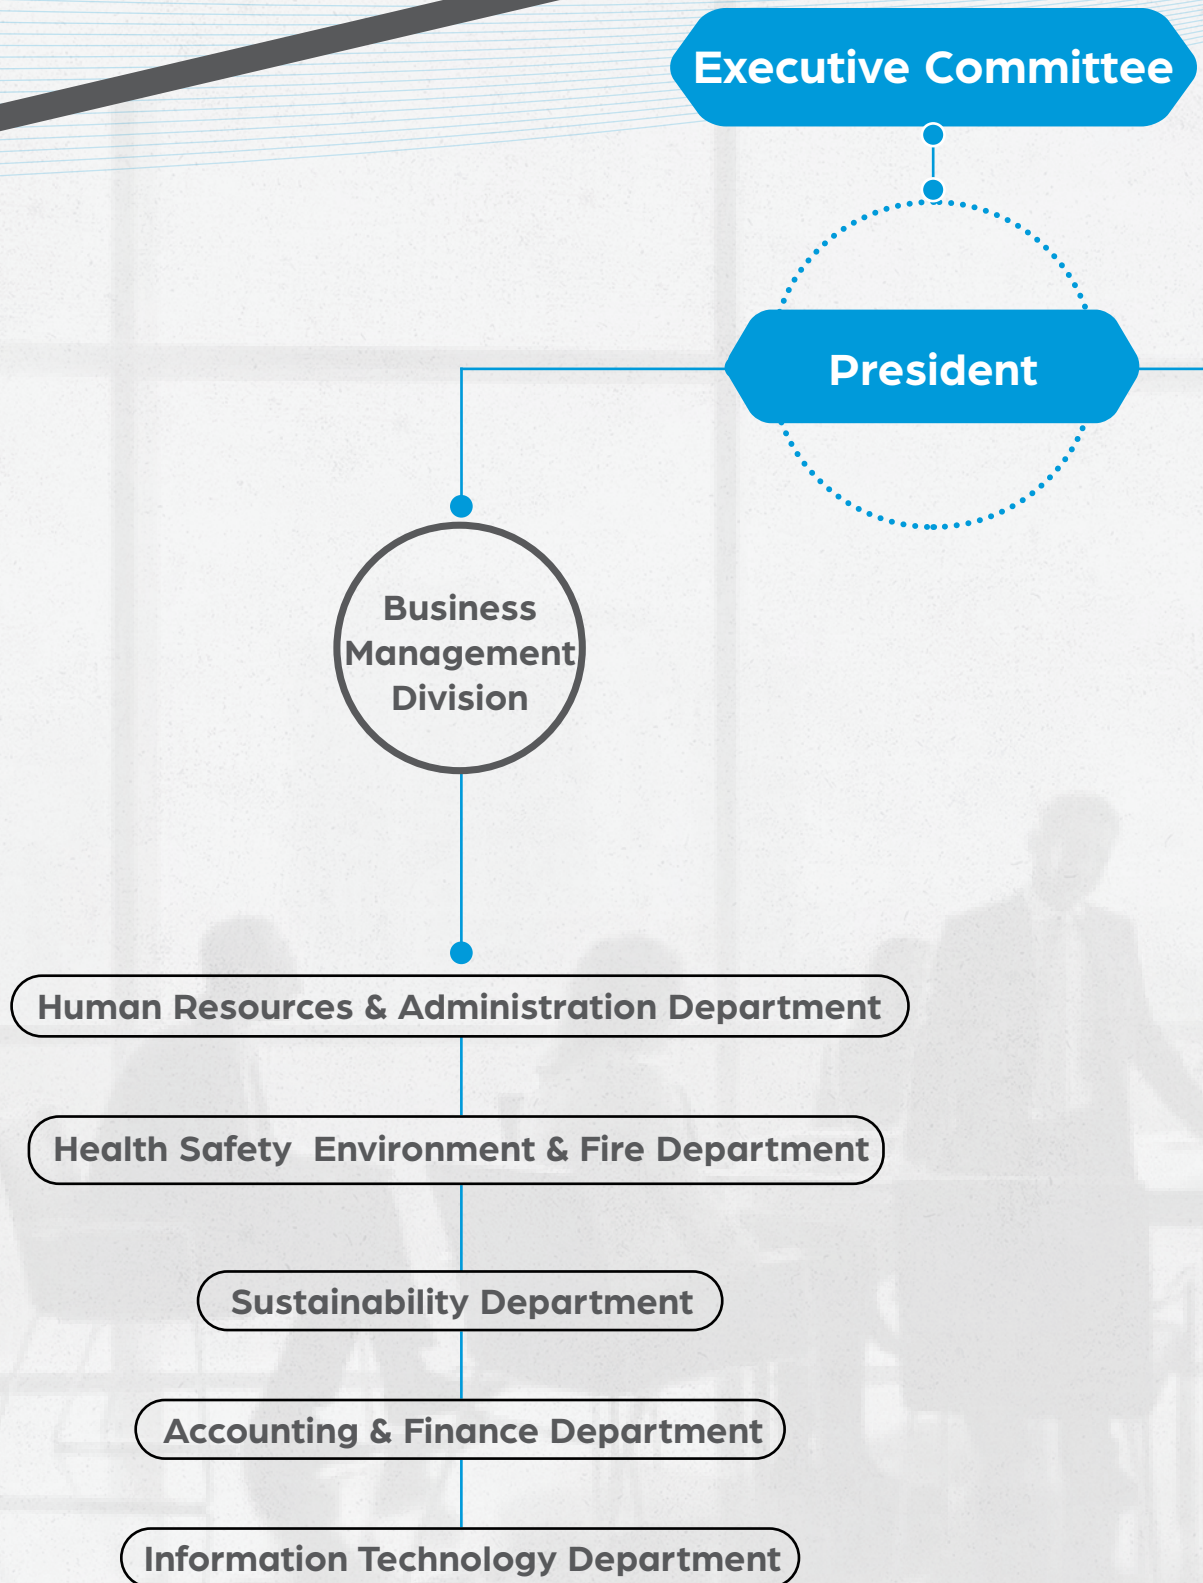 Executive Committee
President
Business
Management
Division
Human Resources & Administration Department
Health Safety  Environment & Fire Department
Sustainability Department
Accounting & Finance Department
Information Technology Department